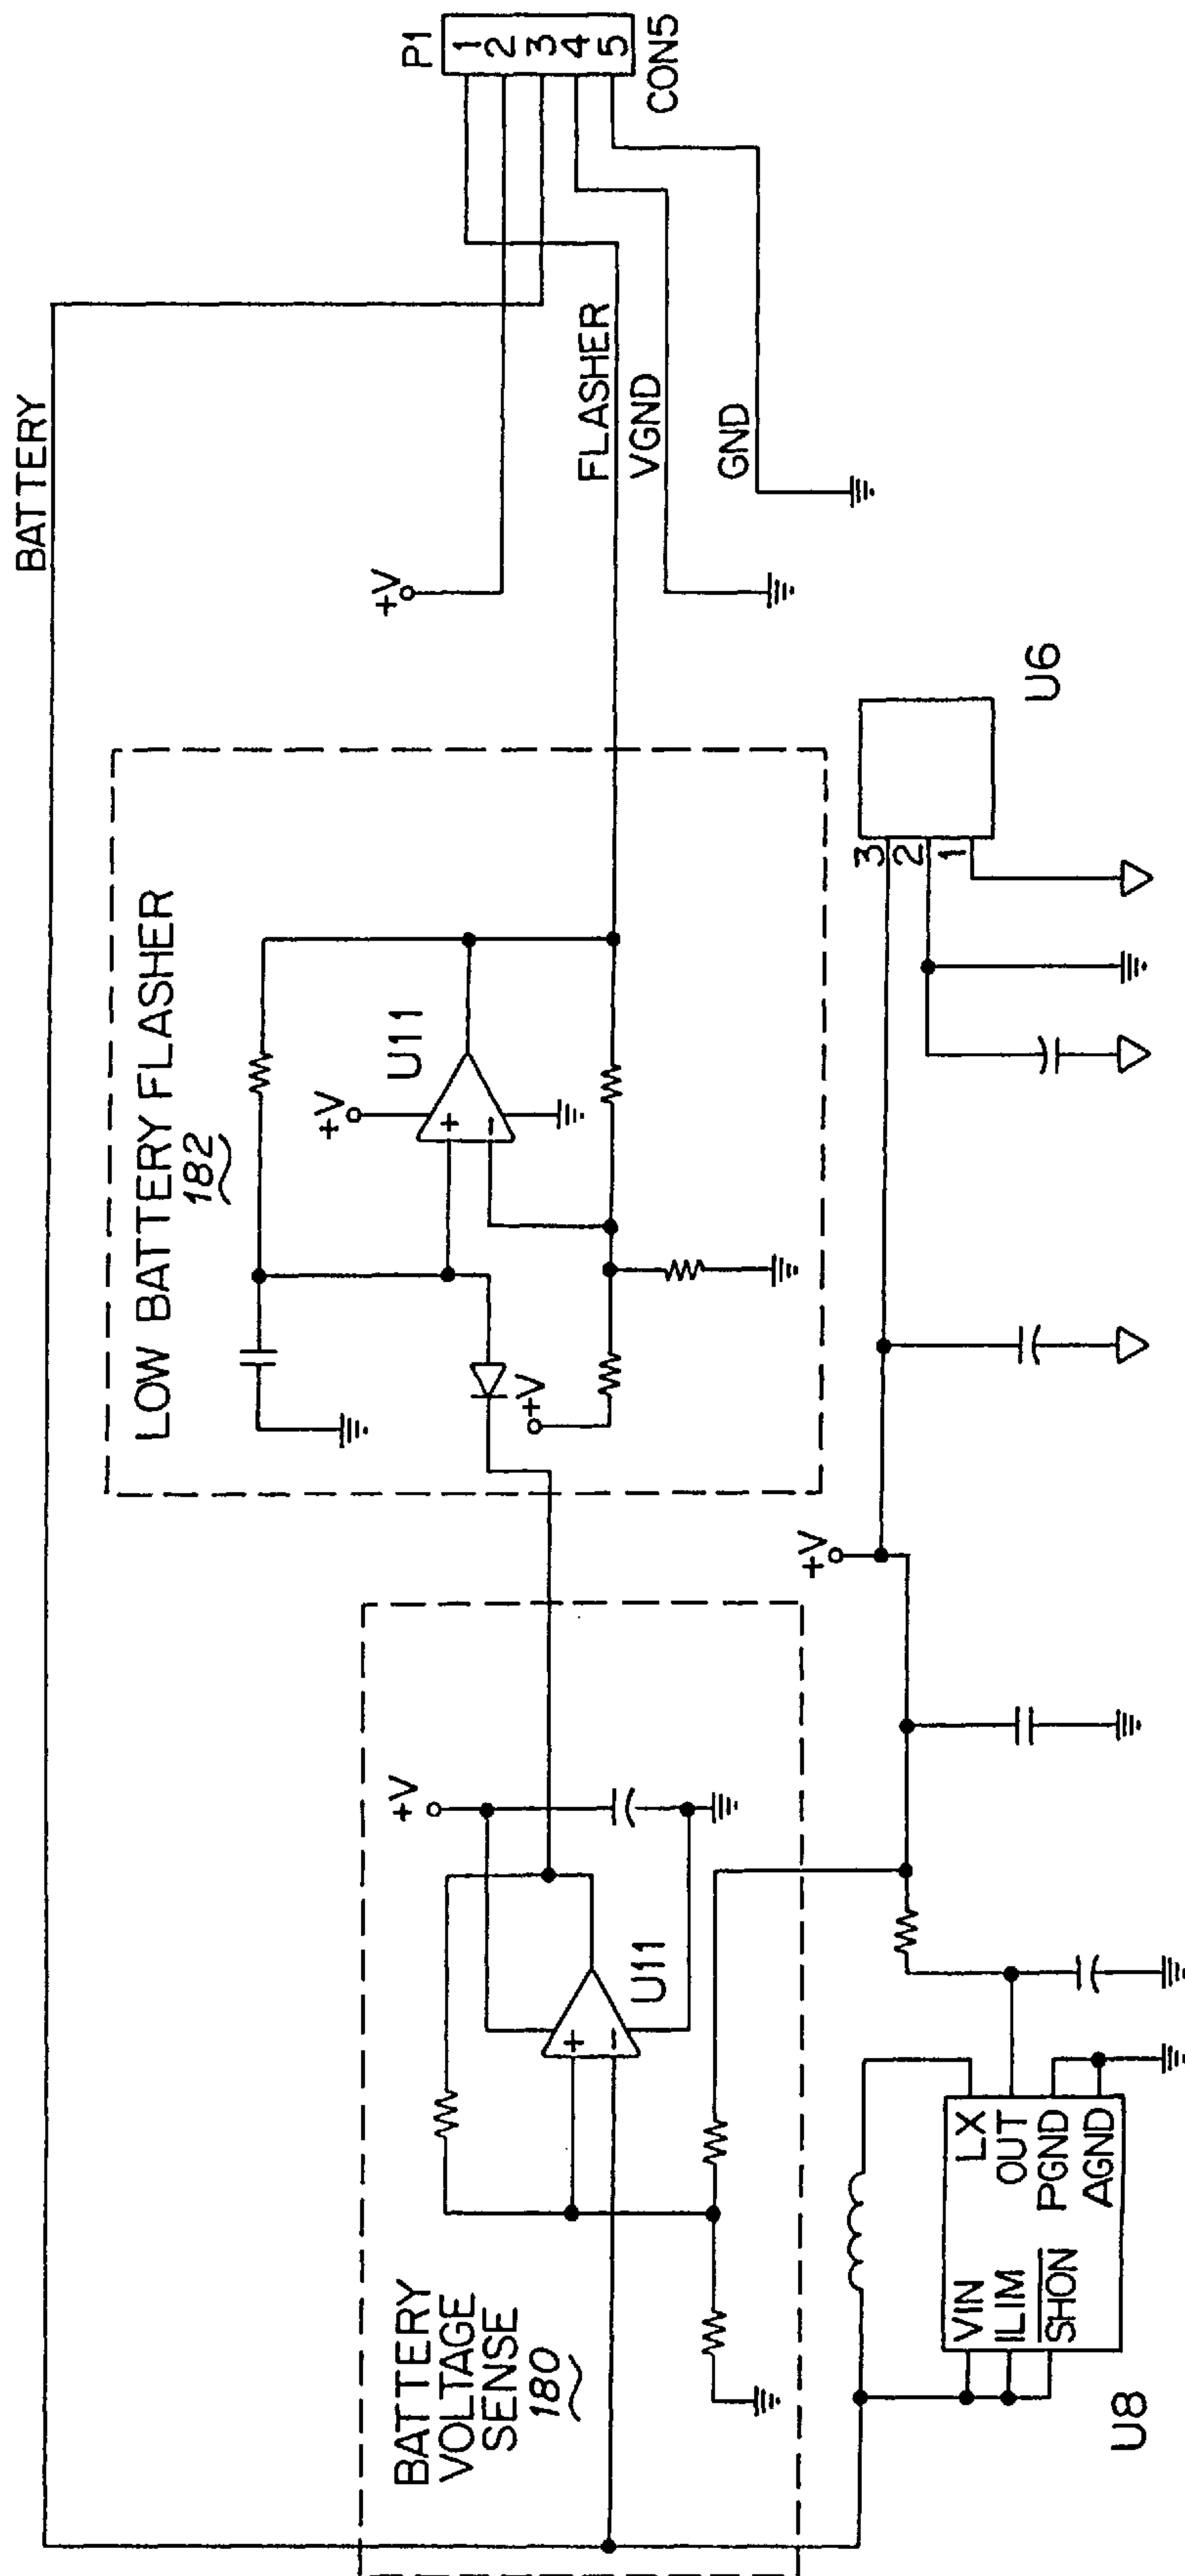 BATTERY
P1
1
2
3
4
5
CON5
+V
FLASHER
VGND
GND
LOW BATTERY FLASHER
182
+V
U11
+
−
+V
BATTERY
VOLTAGE
SENSE
180
+V
U11
+
−
+V
3
2
1
U6
VIN
ILIM
SHON
LX
OUT
PGND
AGND
U8